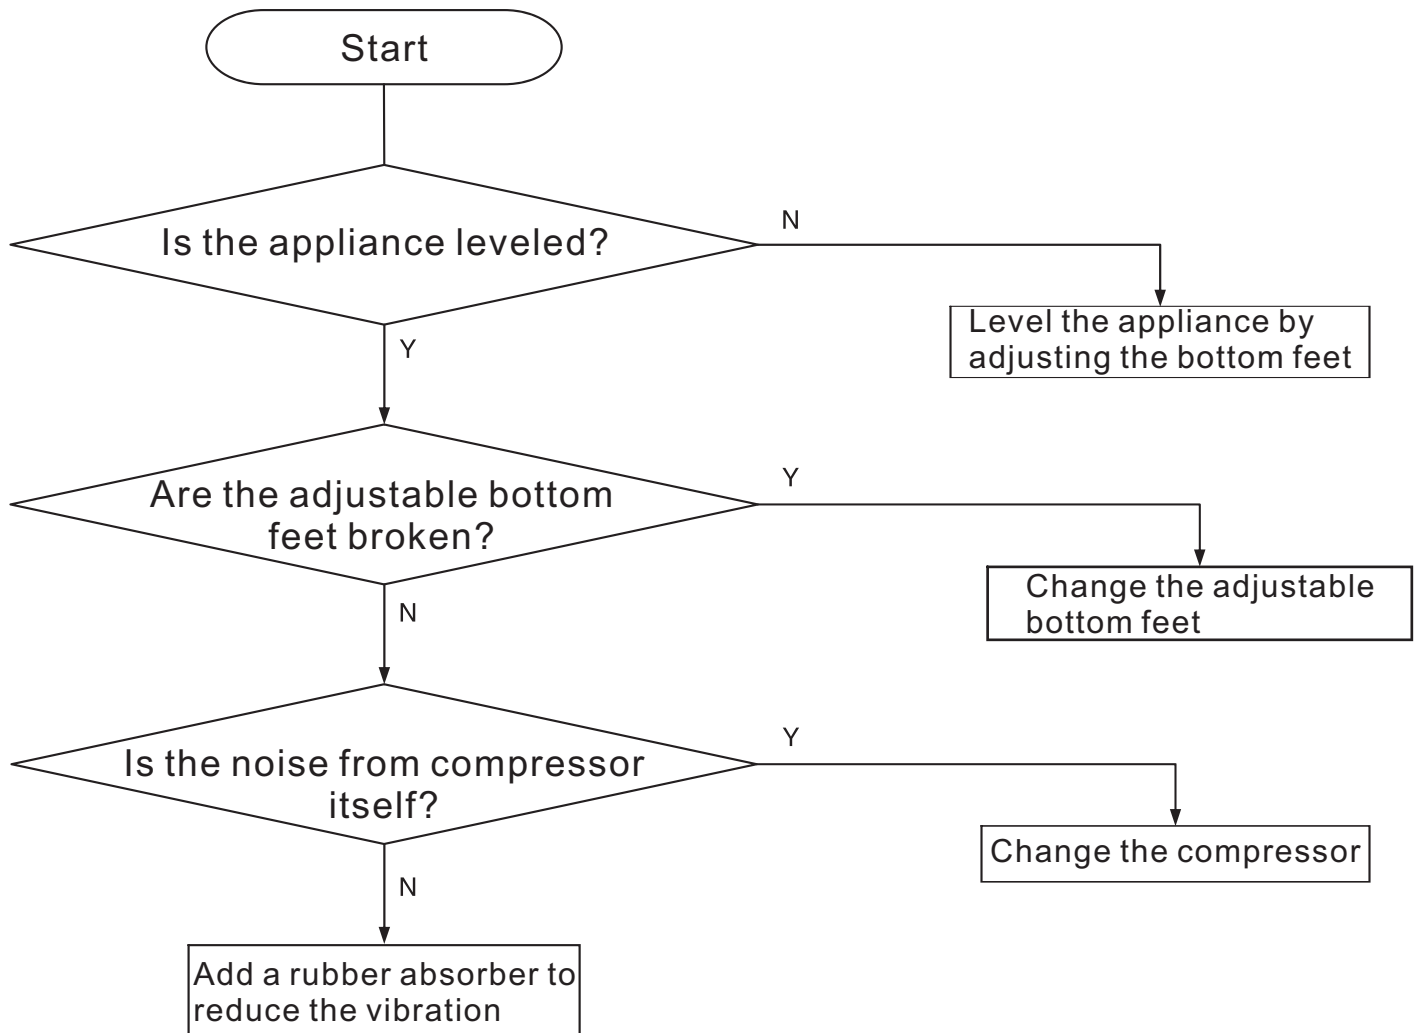 Start
Is the appliance leveled?
N
Level the appliance by
adjusting the bottom feet
Y
Are the adjustable bottom
feet broken?
Y
Change the adjustable
bottom feet
N
Is the noise from compressor
itself?
Y
Change the compressor
N
Add a rubber absorber to
reduce the vibration